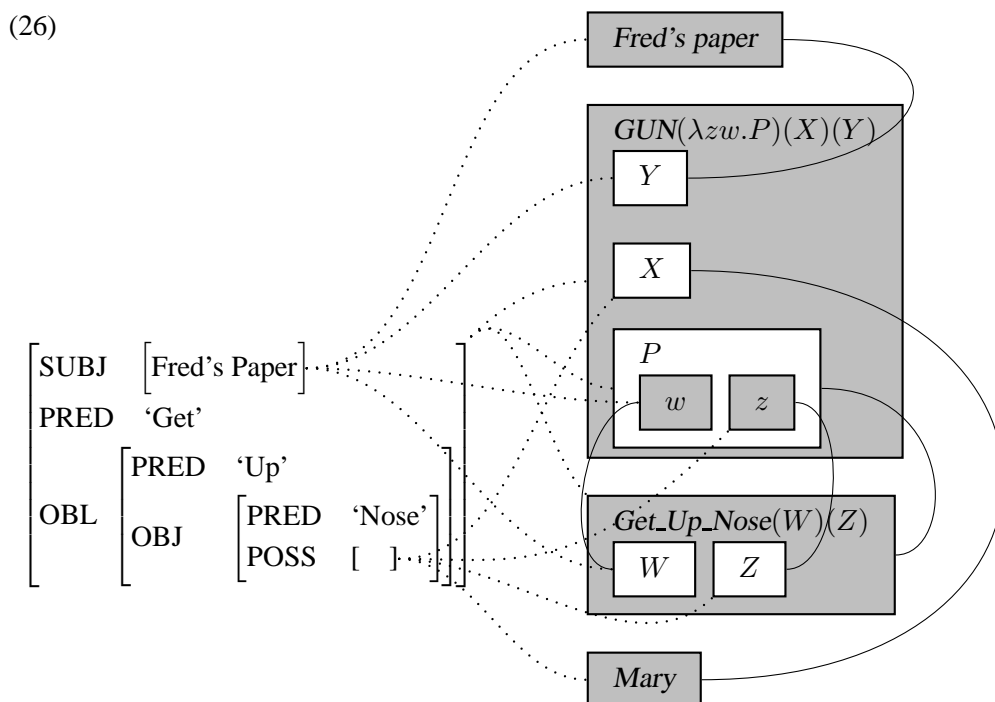 (26)
Fred's paper
GUN(λzw.P)(X)(Y)
Y
X
P
w z
SUBJ [Fred's Paper]
PRED ‘Get’
OBL
PRED ‘Up’
OBJ
PRED ‘Nose’
POSS [ ]
Get_Up_Nose(W)(Z)
W Z
Mary